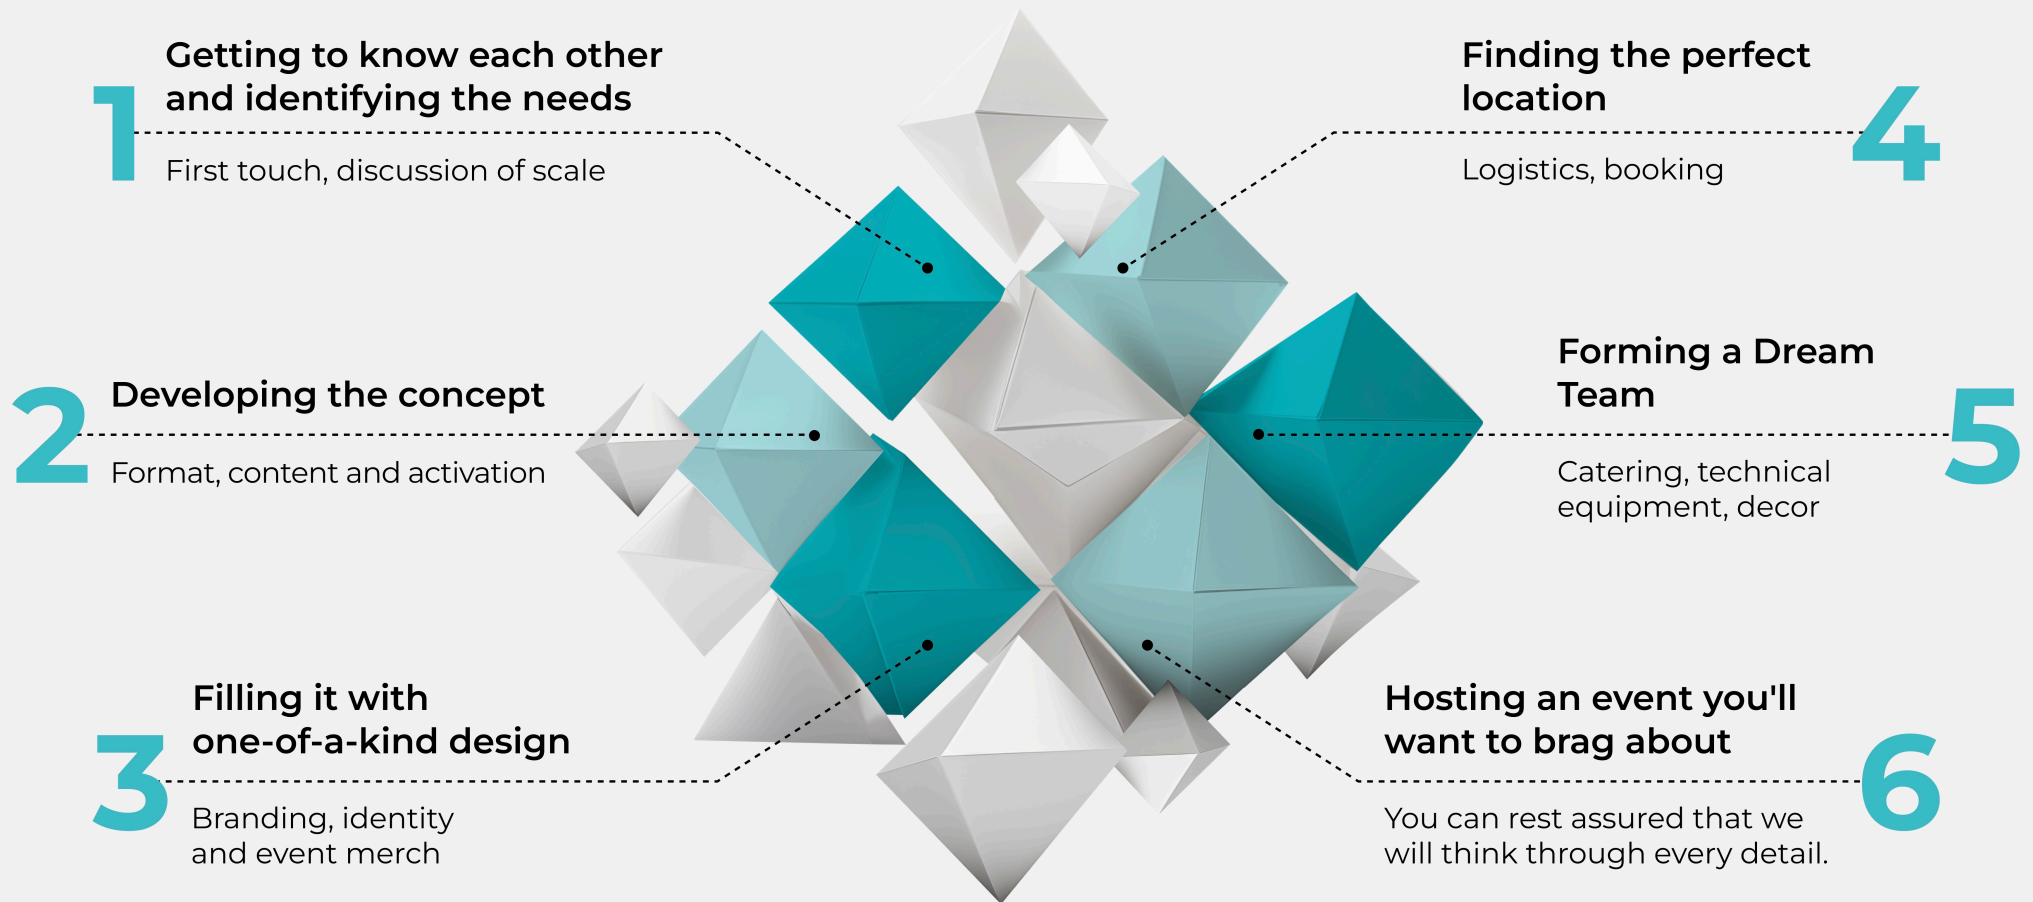 1
Getting to know each other
and identifying the needs
First touch, discussion of scale
2
Developing the concept
Format, content and activation
3
Filling it with
one-of-a-kind design
Branding, identity
and event merch
4
Finding the perfect
location
Logistics, booking
5
Forming a Dream
Team
Catering, technical
equipment, decor
6
Hosting an event you'll
want to brag about
You can rest assured that we
will think through every detail.